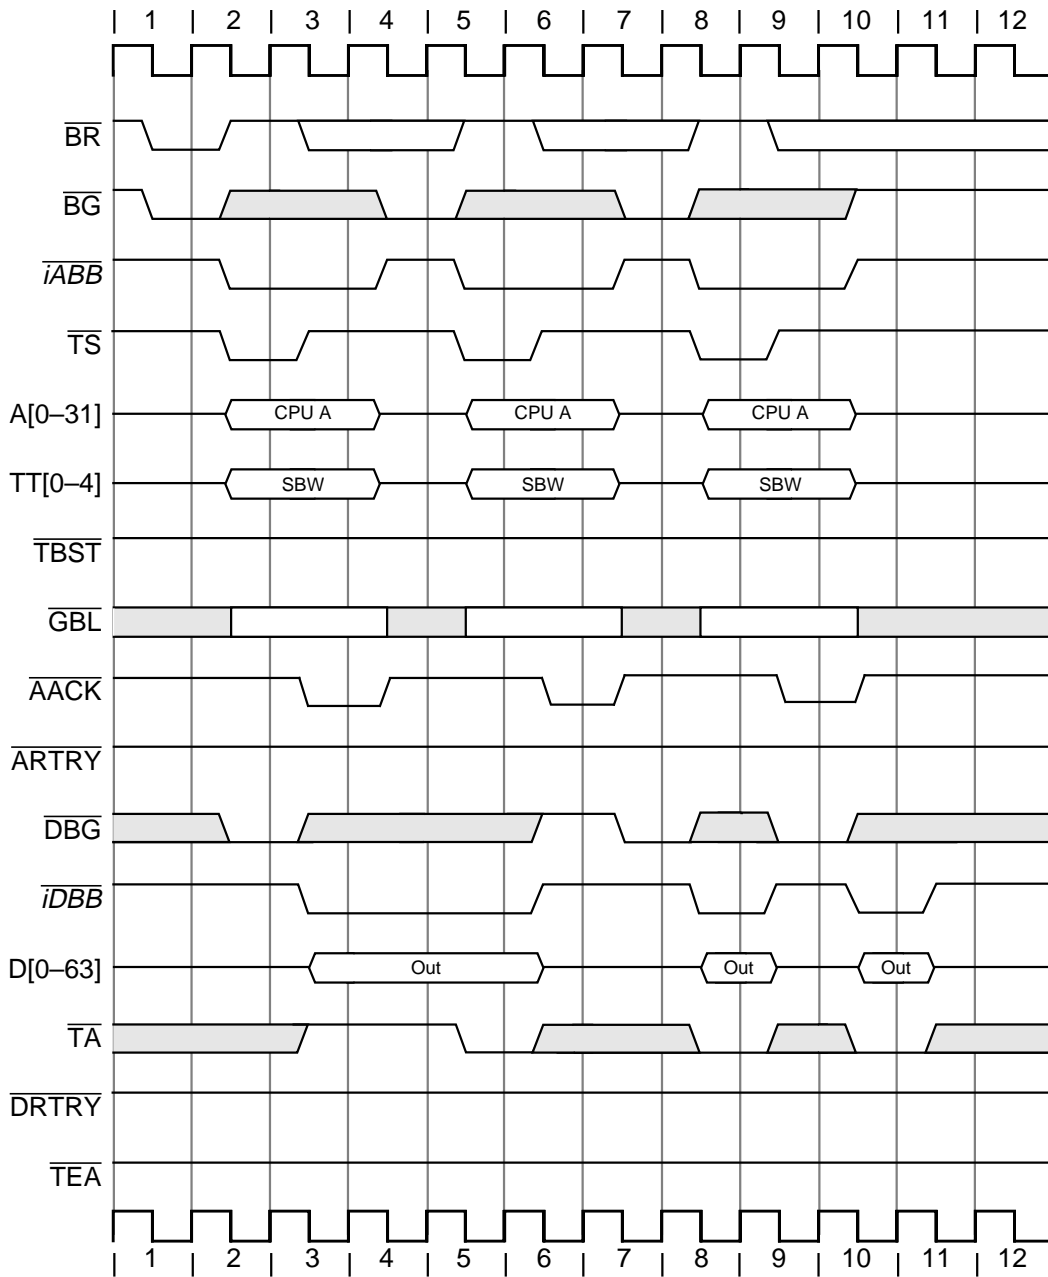 1 2 3 4 5 6 7 8 9 10 11 12
BR
BG
iABB
TS
A[0–31] CPU A CPU A CPU A
TT[0–4] SBW SBW SBW
TBST
GBL
AACK
ARTRY
DBG
iDBB
D[0–63] Out Out Out
TA
DRTRY
TEA
1 2 3 4 5 6 7 8 9 10 11 12